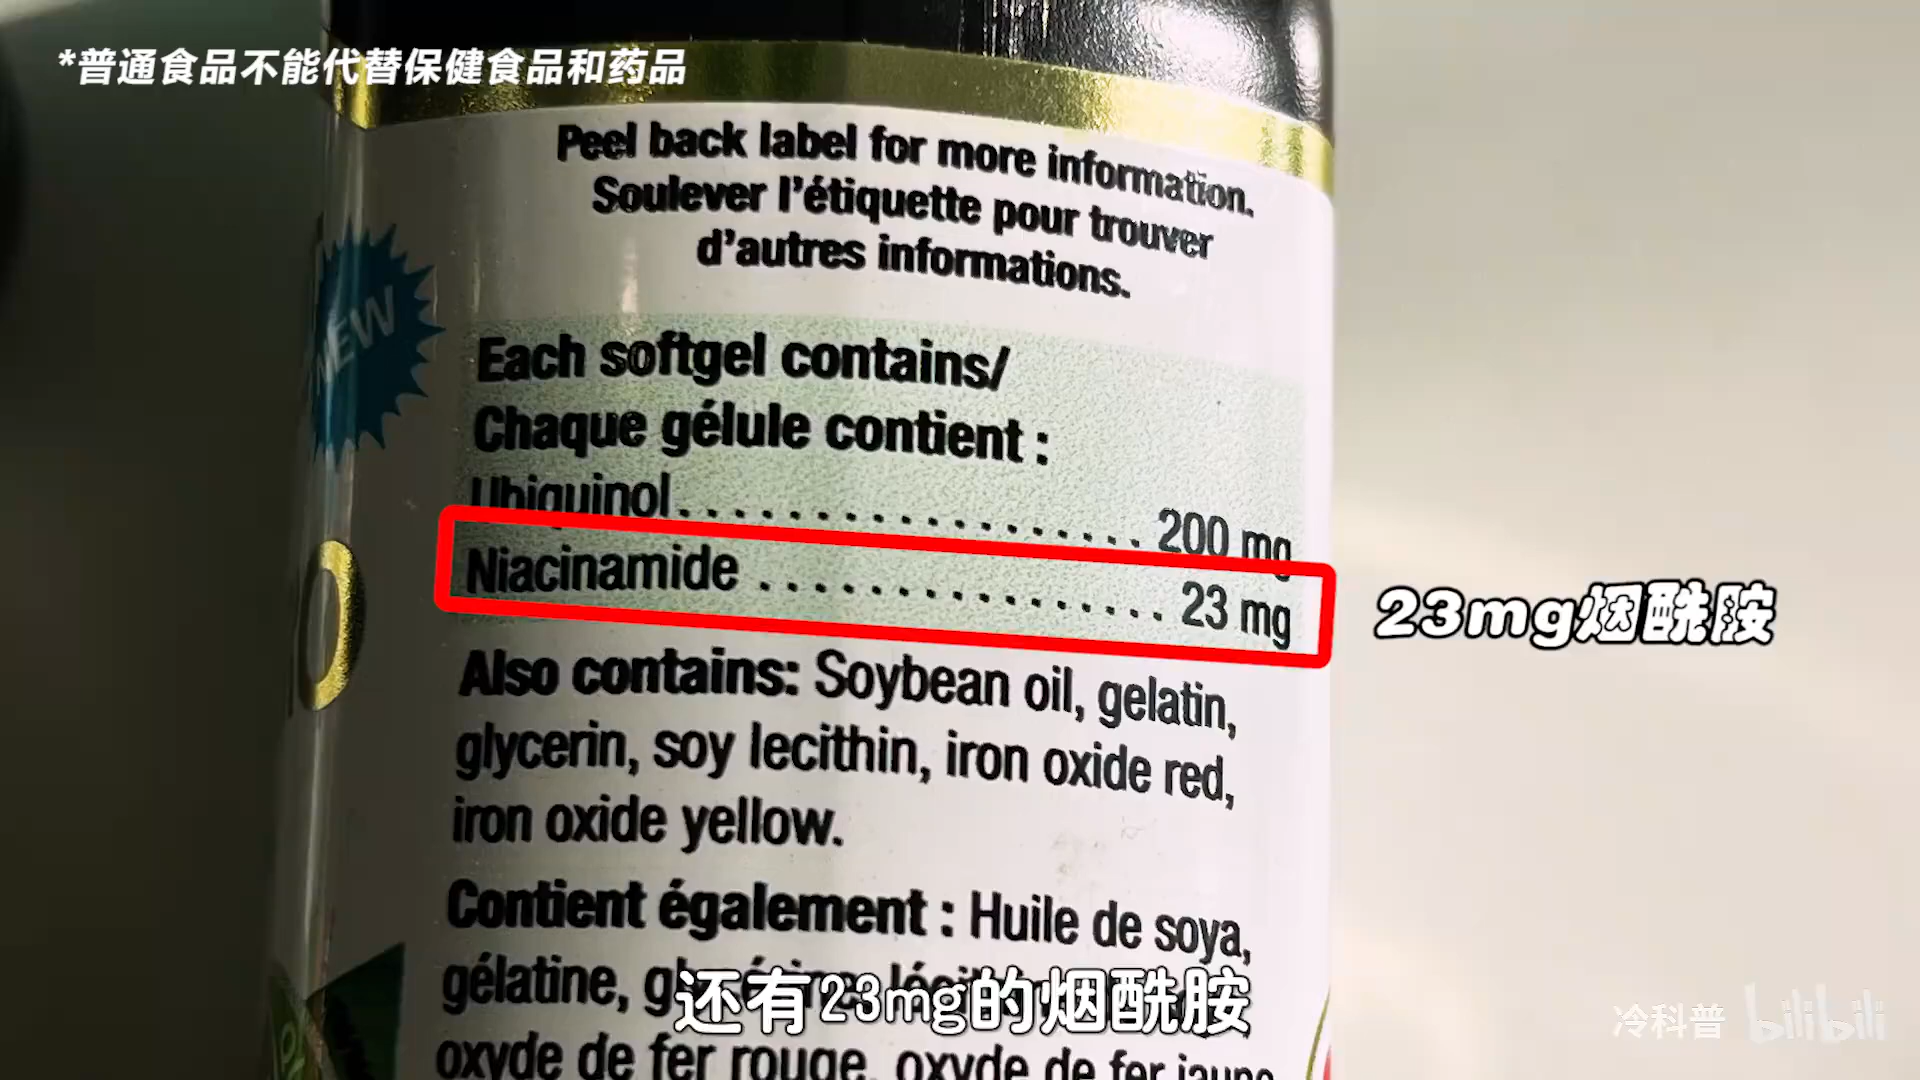 *普通食品不能代替保健食品和药品
Peel back label for more information.
Soulever l'étiquette pour trouver
d'autres informations.
NEW
Each softgel contains/
Chaque gélule contient :
Ubiquinol.................. 200 mg
Niacinamide ................ 23 mg
23mg烟酰胺
Also contains: Soybean oil, gelatin,
glycerin, soy lecithin, iron oxide red,
iron oxide yellow.
Contient également : Huile de soya,
gélatine,
还有23mg的烟酰胺
oxyde de fer rouge, oxyde de fer jaune
冷科普 bilibili